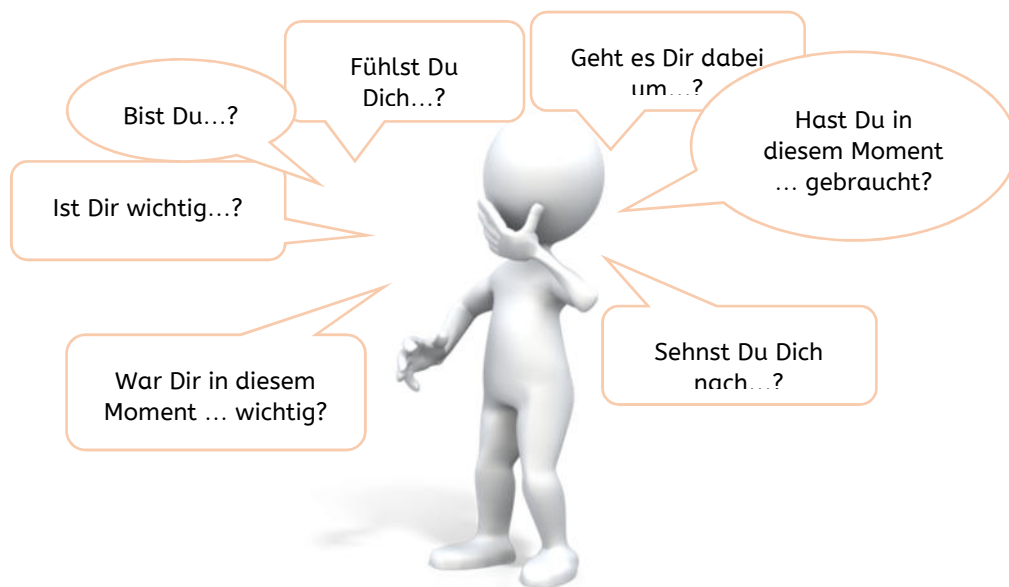 Fühlst Du
Dich…?
Geht es Dir dabei
um…?
Bist Du…?
Hast Du in
diesem Moment
… gebraucht?
Ist Dir wichtig…?
War Dir in diesem
Moment … wichtig?
Sehnst Du Dich
nach…?